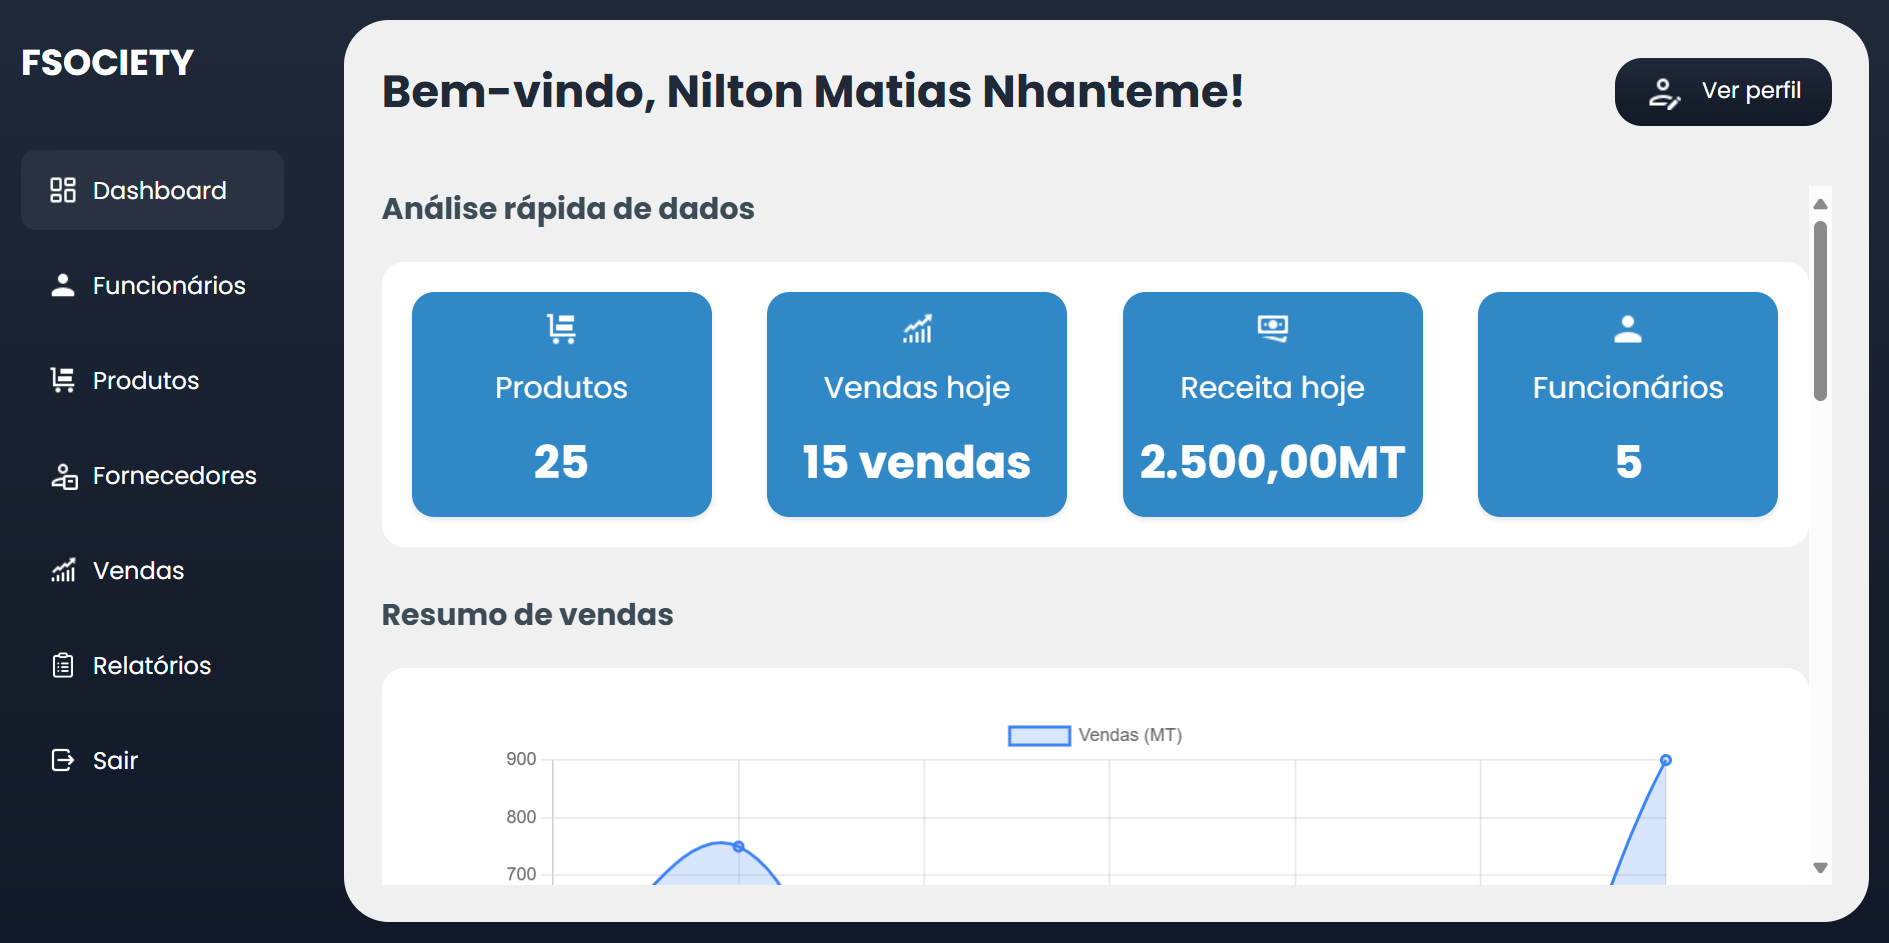 FSOCIETY
Dashboard
Funcionários
Produtos
Fornecedores
Vendas
Relatórios
Sair
Bem-vindo, Nilton Matias Nhanteme!
Ver perfil
Análise rápida de dados
Produtos
25
Vendas hoje
15 vendas
Receita hoje
2.500,00MT
Funcionários
5
Resumo de vendas
Vendas (MT)
900
800
700